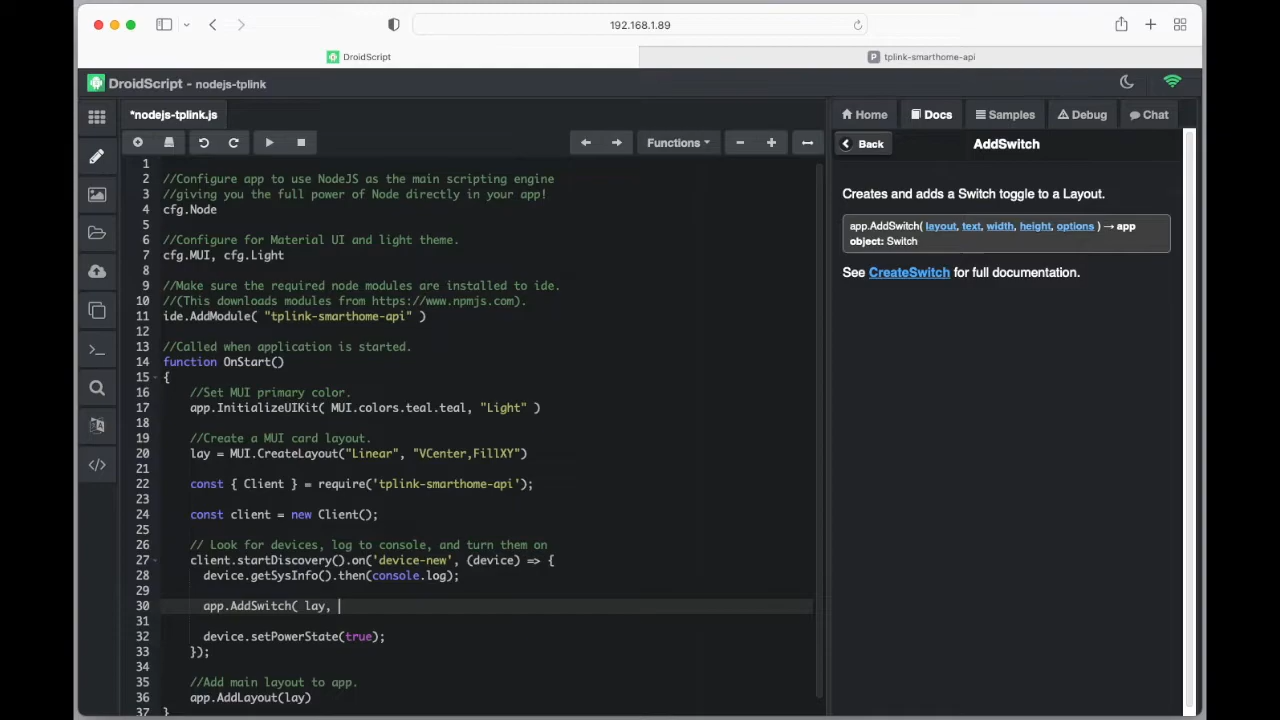 192.168.1.89
DroidScript
tplink-smarthome-api
DroidScript - nodejs-tplink
*nodejs-tplink.js
Home
Docs
Samples
Debug
Chat
Functions
Back
AddSwitch
1
2 //Configure app to use NodeJS as the main scripting engine
3 //giving you the full power of Node directly in your app!
4 cfg.Node
5
6 //Configure for Material UI and light theme.
7 cfg.MUI, cfg.Light
8
9 //Make sure the required node modules are installed to ide.
10 //(This downloads modules from https://www.npmjs.com).
11 ide.AddModule( "tplink-smarthome-api" )
12
13 //Called when application is started.
14 function OnStart()
15 {
16 //Set MUI primary color.
17 app.InitializeUIKit( MUI.colors.teal.teal, "Light" )
18
19 //Create a MUI card layout.
20 lay = MUI.CreateLayout("Linear", "VCenter,FillXY")
21
22 const { Client } = require('tplink-smarthome-api');
23
24 const client = new Client();
25
26 // Look for devices, log to console, and turn them on
27 client.startDiscovery().on('device-new', (device) => {
28 device.getSysInfo().then(console.log);
29
30 app.AddSwitch( lay,
31
32 device.setPowerState(true);
33 });
34
35 //Add main layout to app.
36 app.AddLayout(lay)
37 }
Creates and adds a Switch toggle to a Layout.
app.AddSwitch( layout, text, width, height, options ) → app
object: Switch
See CreateSwitch for full documentation.